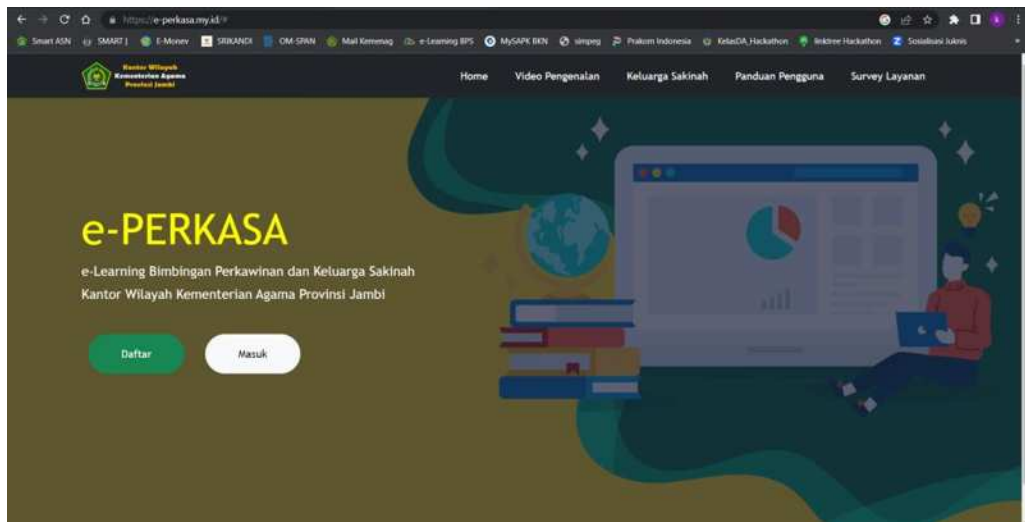 https://e-perkasa.my.id/#
Smart ASN
SMART |
E-Monev
SRIKANDI
OM-SPAN
Mail Kemenag
e-Learning BPS
MySAPK BKN
simpeg
Prakom Indonesia
KelasDA_Hackathon
linktree Hackathon
Sosialisasi Juknis
Kantor Wilayah
Kementerian Agama
Provinsi Jambi
Home
Video Pengenalan
Keluarga Sakinah
Panduan Pengguna
Survey Layanan
e-PERKASA
e-Learning Bimbingan Perkawinan dan Keluarga Sakinah
Kantor Wilayah Kementerian Agama Provinsi Jambi
Daftar
Masuk